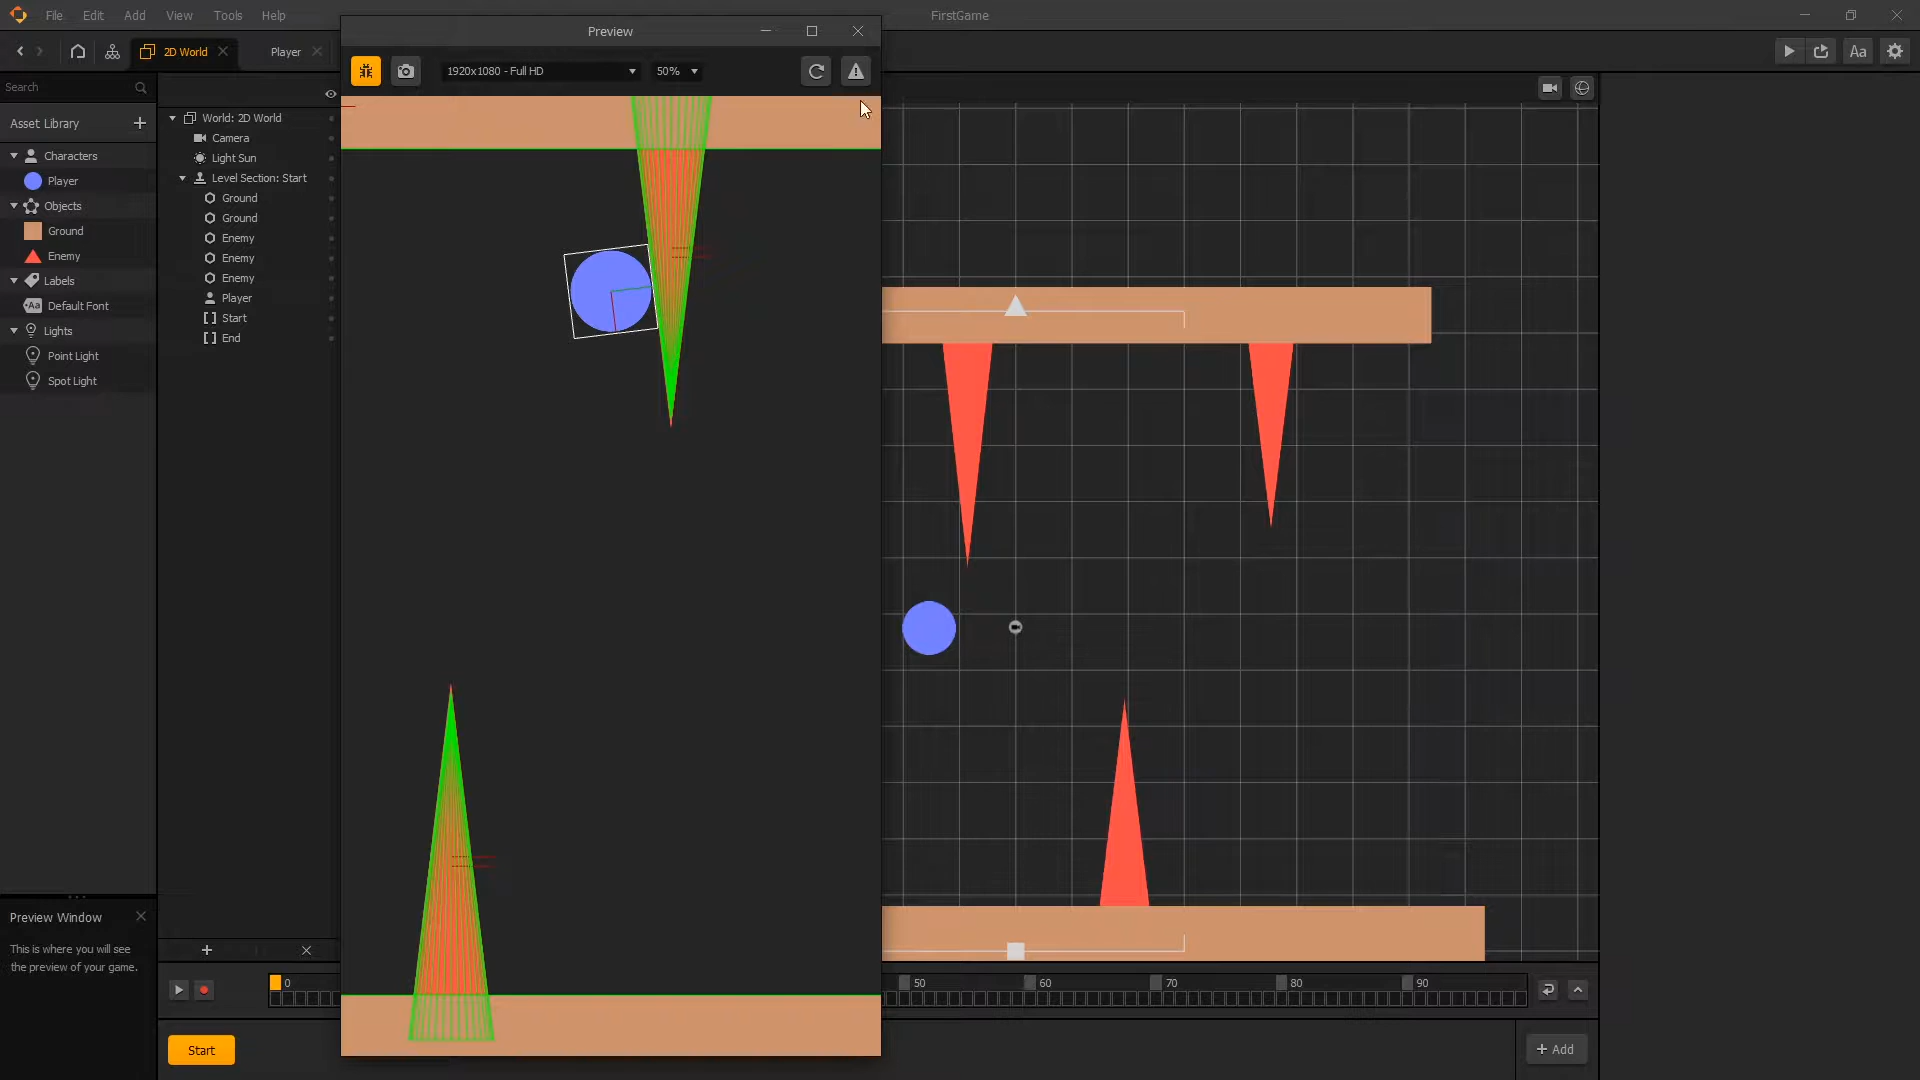 File Edit View Tools Help
FirstGame
Preview
2D World
Player
Aa
1920x1080 - Full HD
50%
Search
Asset Library
Characters
Player
Objects
Ground
Enemy
Labels
Aa Default Font
Lights
Point Light
Spot Light
World: 2D World
Camera
Light Sun
Level Section: Start
Ground
Ground
Enemy
Enemy
Enemy
Player
Start
End
Preview Window
This is where you will see
the preview of your game.
0
50 60 70 80 90
Start
+ Add